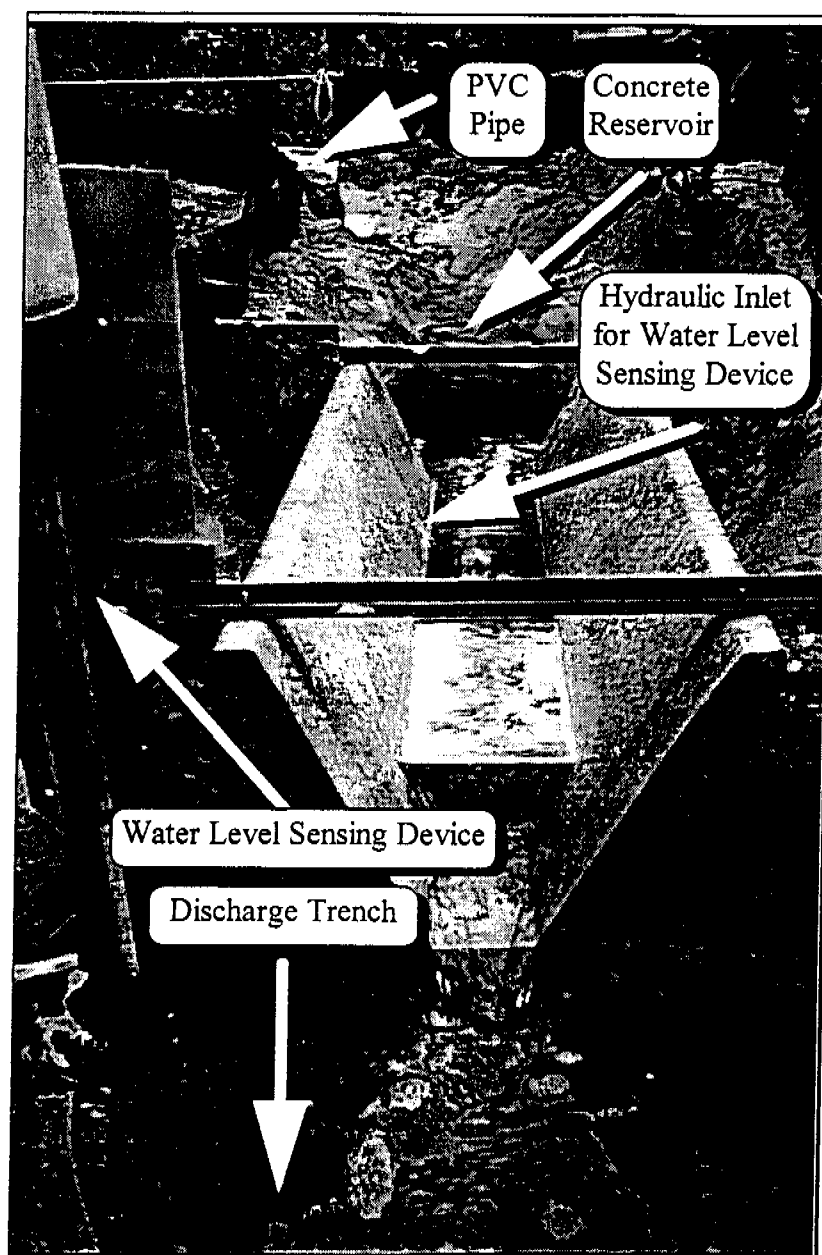 PVC
Pipe
Concrete
Reservoir
Hydraulic Inlet
for Water Level
Sensing Device
Water Level Sensing Device
Discharge Trench